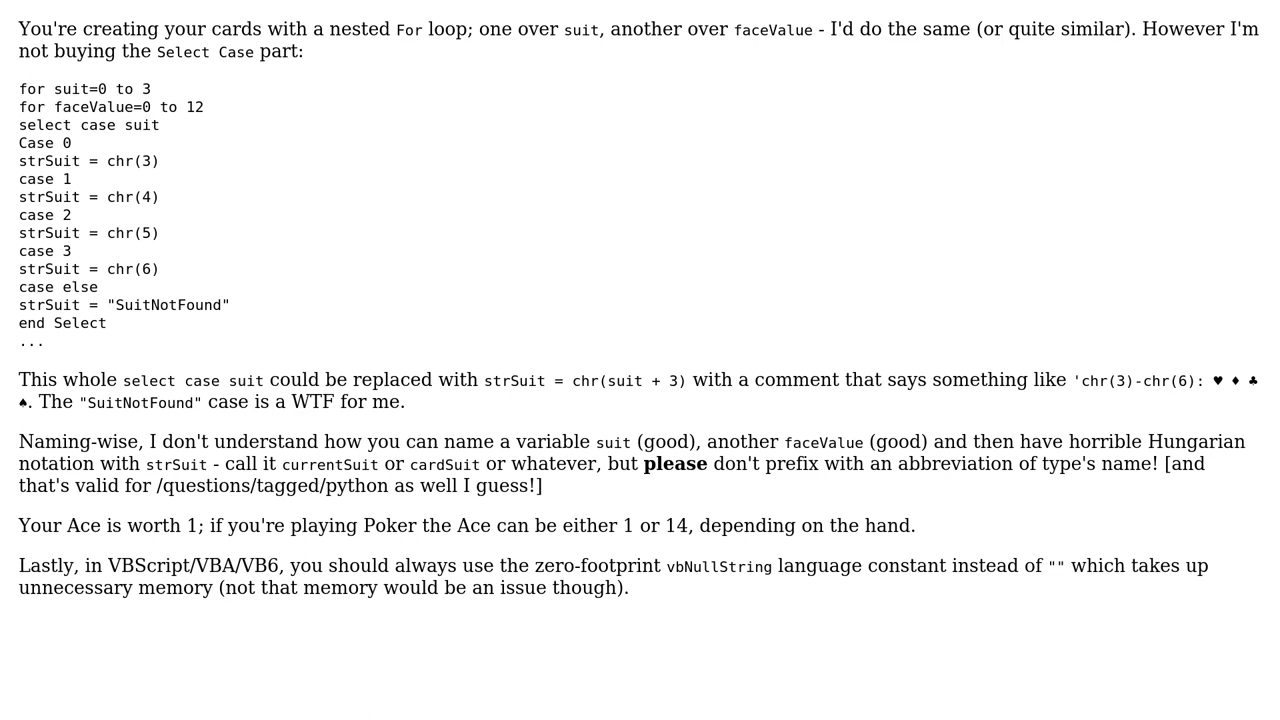 You're creating your cards with a nested For loop; one over suit, another over faceValue - I'd do the same (or quite similar). However I'm
not buying the Select Case part:
for suit=0 to 3
for faceValue=0 to 12
select case suit
Case 0
strSuit = chr(3)
case 1
strSuit = chr(4)
case 2
strSuit = chr(5)
case 3
strSuit = chr(6)
case else
strSuit = "SuitNotFound"
end Select
...
This whole select case suit could be replaced with strSuit = chr(suit + 3) with a comment that says something like 'chr(3)-chr(6): ♥ ♦ ♣
♠. The "SuitNotFound" case is a WTF for me.
Naming-wise, I don't understand how you can name a variable suit (good), another faceValue (good) and then have horrible Hungarian
notation with strSuit - call it currentSuit or cardSuit or whatever, but please don't prefix with an abbreviation of type's name! [and
that's valid for /questions/tagged/python as well I guess!]
Your Ace is worth 1; if you're playing Poker the Ace can be either 1 or 14, depending on the hand.
Lastly, in VBScript/VBA/VB6, you should always use the zero-footprint vbNullString language constant instead of "" which takes up
unnecessary memory (not that memory would be an issue though).